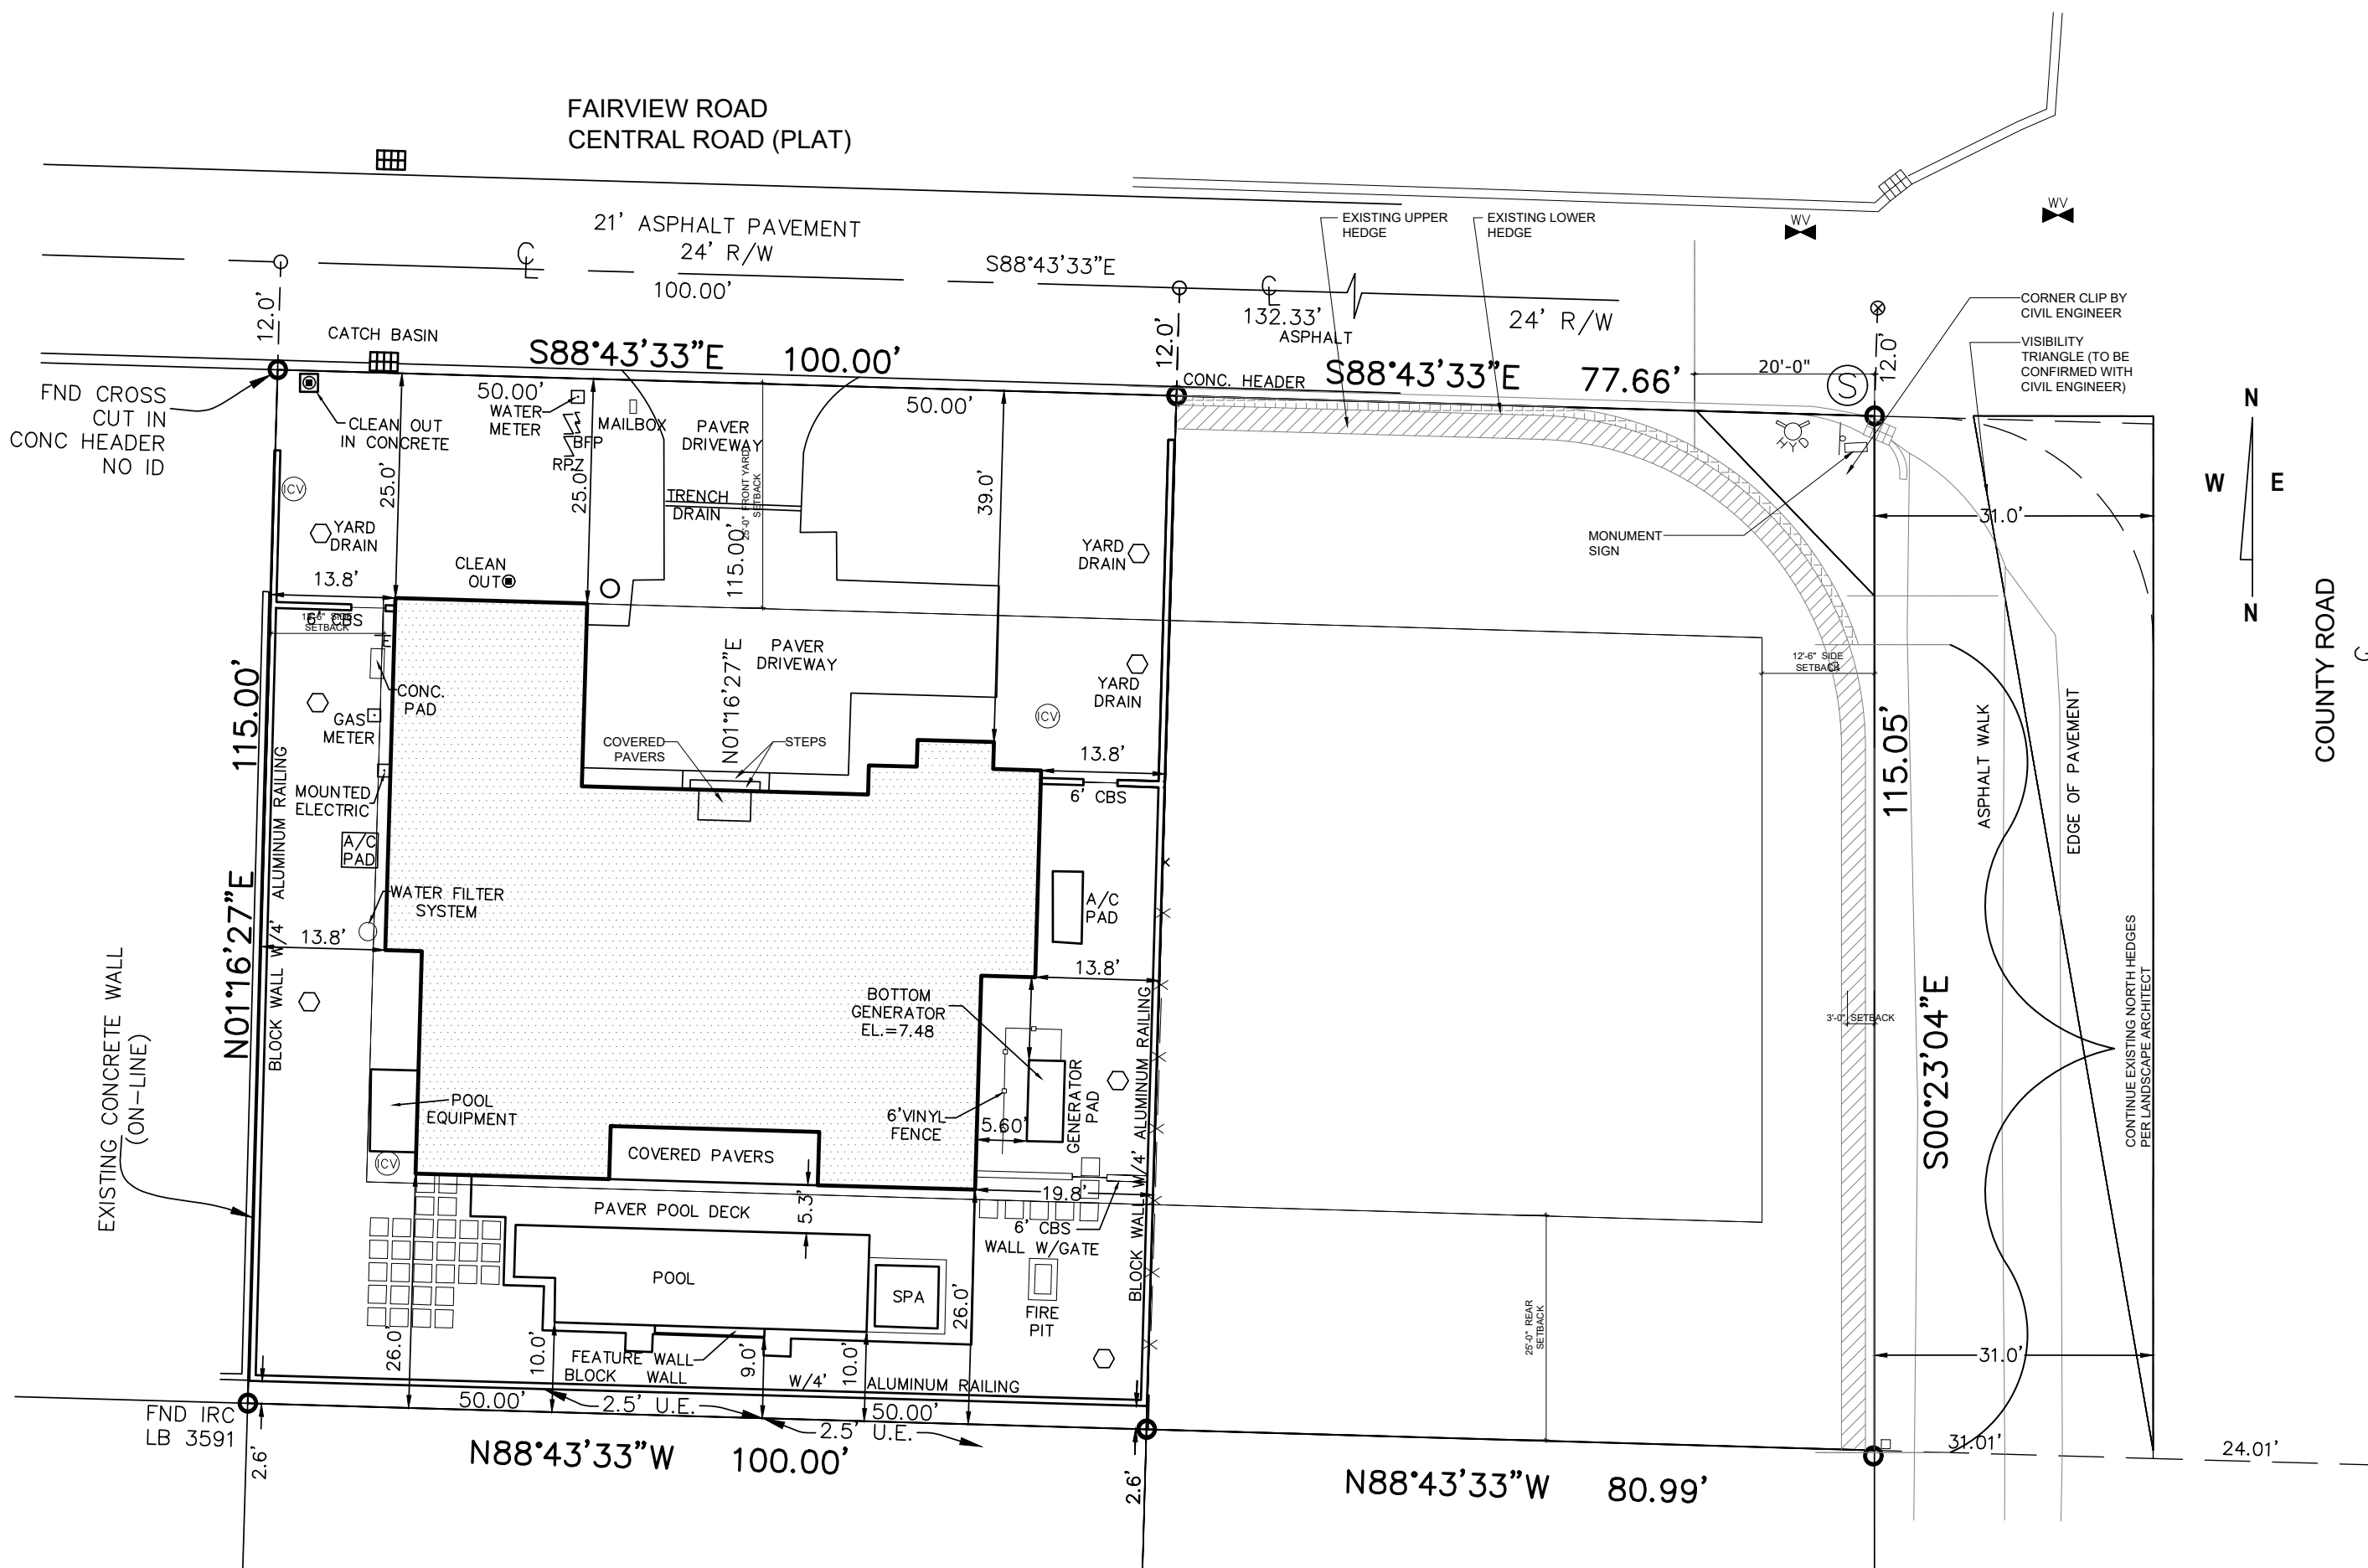 FAIRVIEW ROAD
CENTRAL ROAD (PLAT)
21' ASPHALT PAVEMENT
24' R/W
S88°43'33"E
100.00'
132.33'
ASPHALT
24' R/W
EXISTING UPPER
HEDGE
EXISTING LOWER
HEDGE
WV
WV
12.0'
12.0'
12.0'
CATCH BASIN
S88°43'33"E 100.00'
CONC. HEADER
S88°43'33"E 77.66'
20'-0"
S
CORNER CLIP BY
CIVIL ENGINEER
VISIBILITY
TRIANGLE (TO BE
CONFIRMED WITH
CIVIL ENGINEER)
FND CROSS
CUT IN
CONC HEADER
NO ID
CLEAN OUT
IN CONCRETE
50.00'
WATER
METER
MAILBOX
BFP
RPZ
PAVER
DRIVEWAY
50.00'
25.0'
25.0'
39.0'
25'-0" FRONT YARD
SETBACK
115.00'
TRENCH
DRAIN
ICV
YARD
DRAIN
CLEAN
OUT
13.8'
6' CBS
12'-6" SIDE
SETBACK
YARD
DRAIN
YARD
DRAIN
HYD
MONUMENT
SIGN
31.0'
N
W E
N
COUNTY ROAD
N01°16'27"E
PAVER
DRIVEWAY
12'-6" SIDE
SETBACK
CONC.
PAD
GAS
METER
COVERED
PAVERS
STEPS
ICV
13.8'
6' CBS
MOUNTED
ELECTRIC
A/C
PAD
115.00'
N01°16'27"E
BLOCK WALL W/4' ALUMINUM RAILING
WATER FILTER
SYSTEM
13.8'
A/C
PAD
13.8'
EXISTING CONCRETE WALL
(ON-LINE)
BOTTOM
GENERATOR
EL.=7.48
GENERATOR
PAD
6'VINYL
FENCE
5.60'
BLOCK WALL W/4' ALUMINUM RAILING
115.05'
S00°23'04"E
3'-0" SETBACK
ASPHALT WALK
EDGE OF PAVEMENT
CONTINUE EXISTING NORTH HEDGES
PER LANDSCAPE ARCHITECT
POOL
EQUIPMENT
ICV
COVERED PAVERS
PAVER POOL DECK
5.3'
19.8'
6' CBS
WALL W/GATE
POOL
SPA
FIRE
PIT
26.0'
26.0'
10.0'
9.0'
10.0'
FEATURE WALL
BLOCK WALL W/4' ALUMINUM RAILING
25'-0" REAR
SETBACK
31.0'
FND IRC
LB 3591
50.00'
2.5' U.E.
50.00'
2.5' U.E.
2.6'
2.6'
N88°43'33"W 100.00'
N88°43'33"W 80.99'
31.01'
24.01'